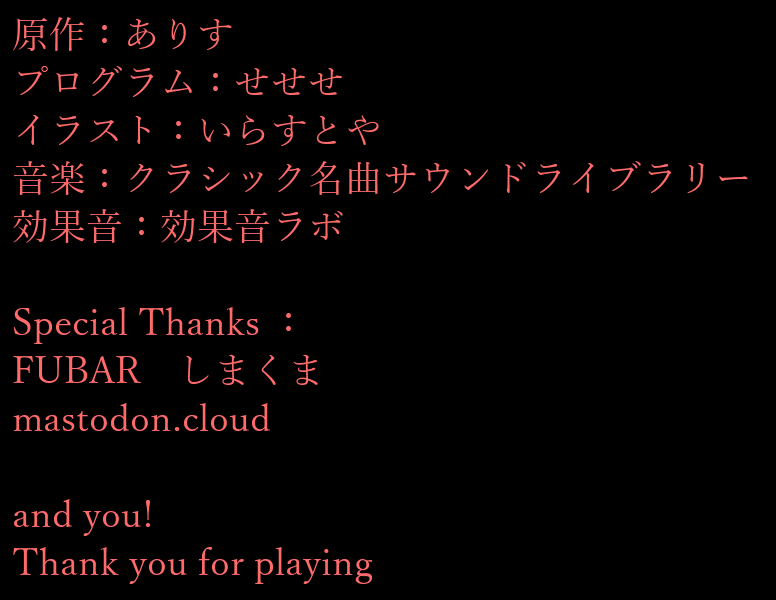 原作：ありす
プログラム：せせせ
イラスト：いらすとや
音楽：クラシック名曲サウンドライブラリー
効果音：効果音ラボ
Special Thanks ：
FUBAR　しまくま
mastodon.cloud
and you!
Thank you for playing